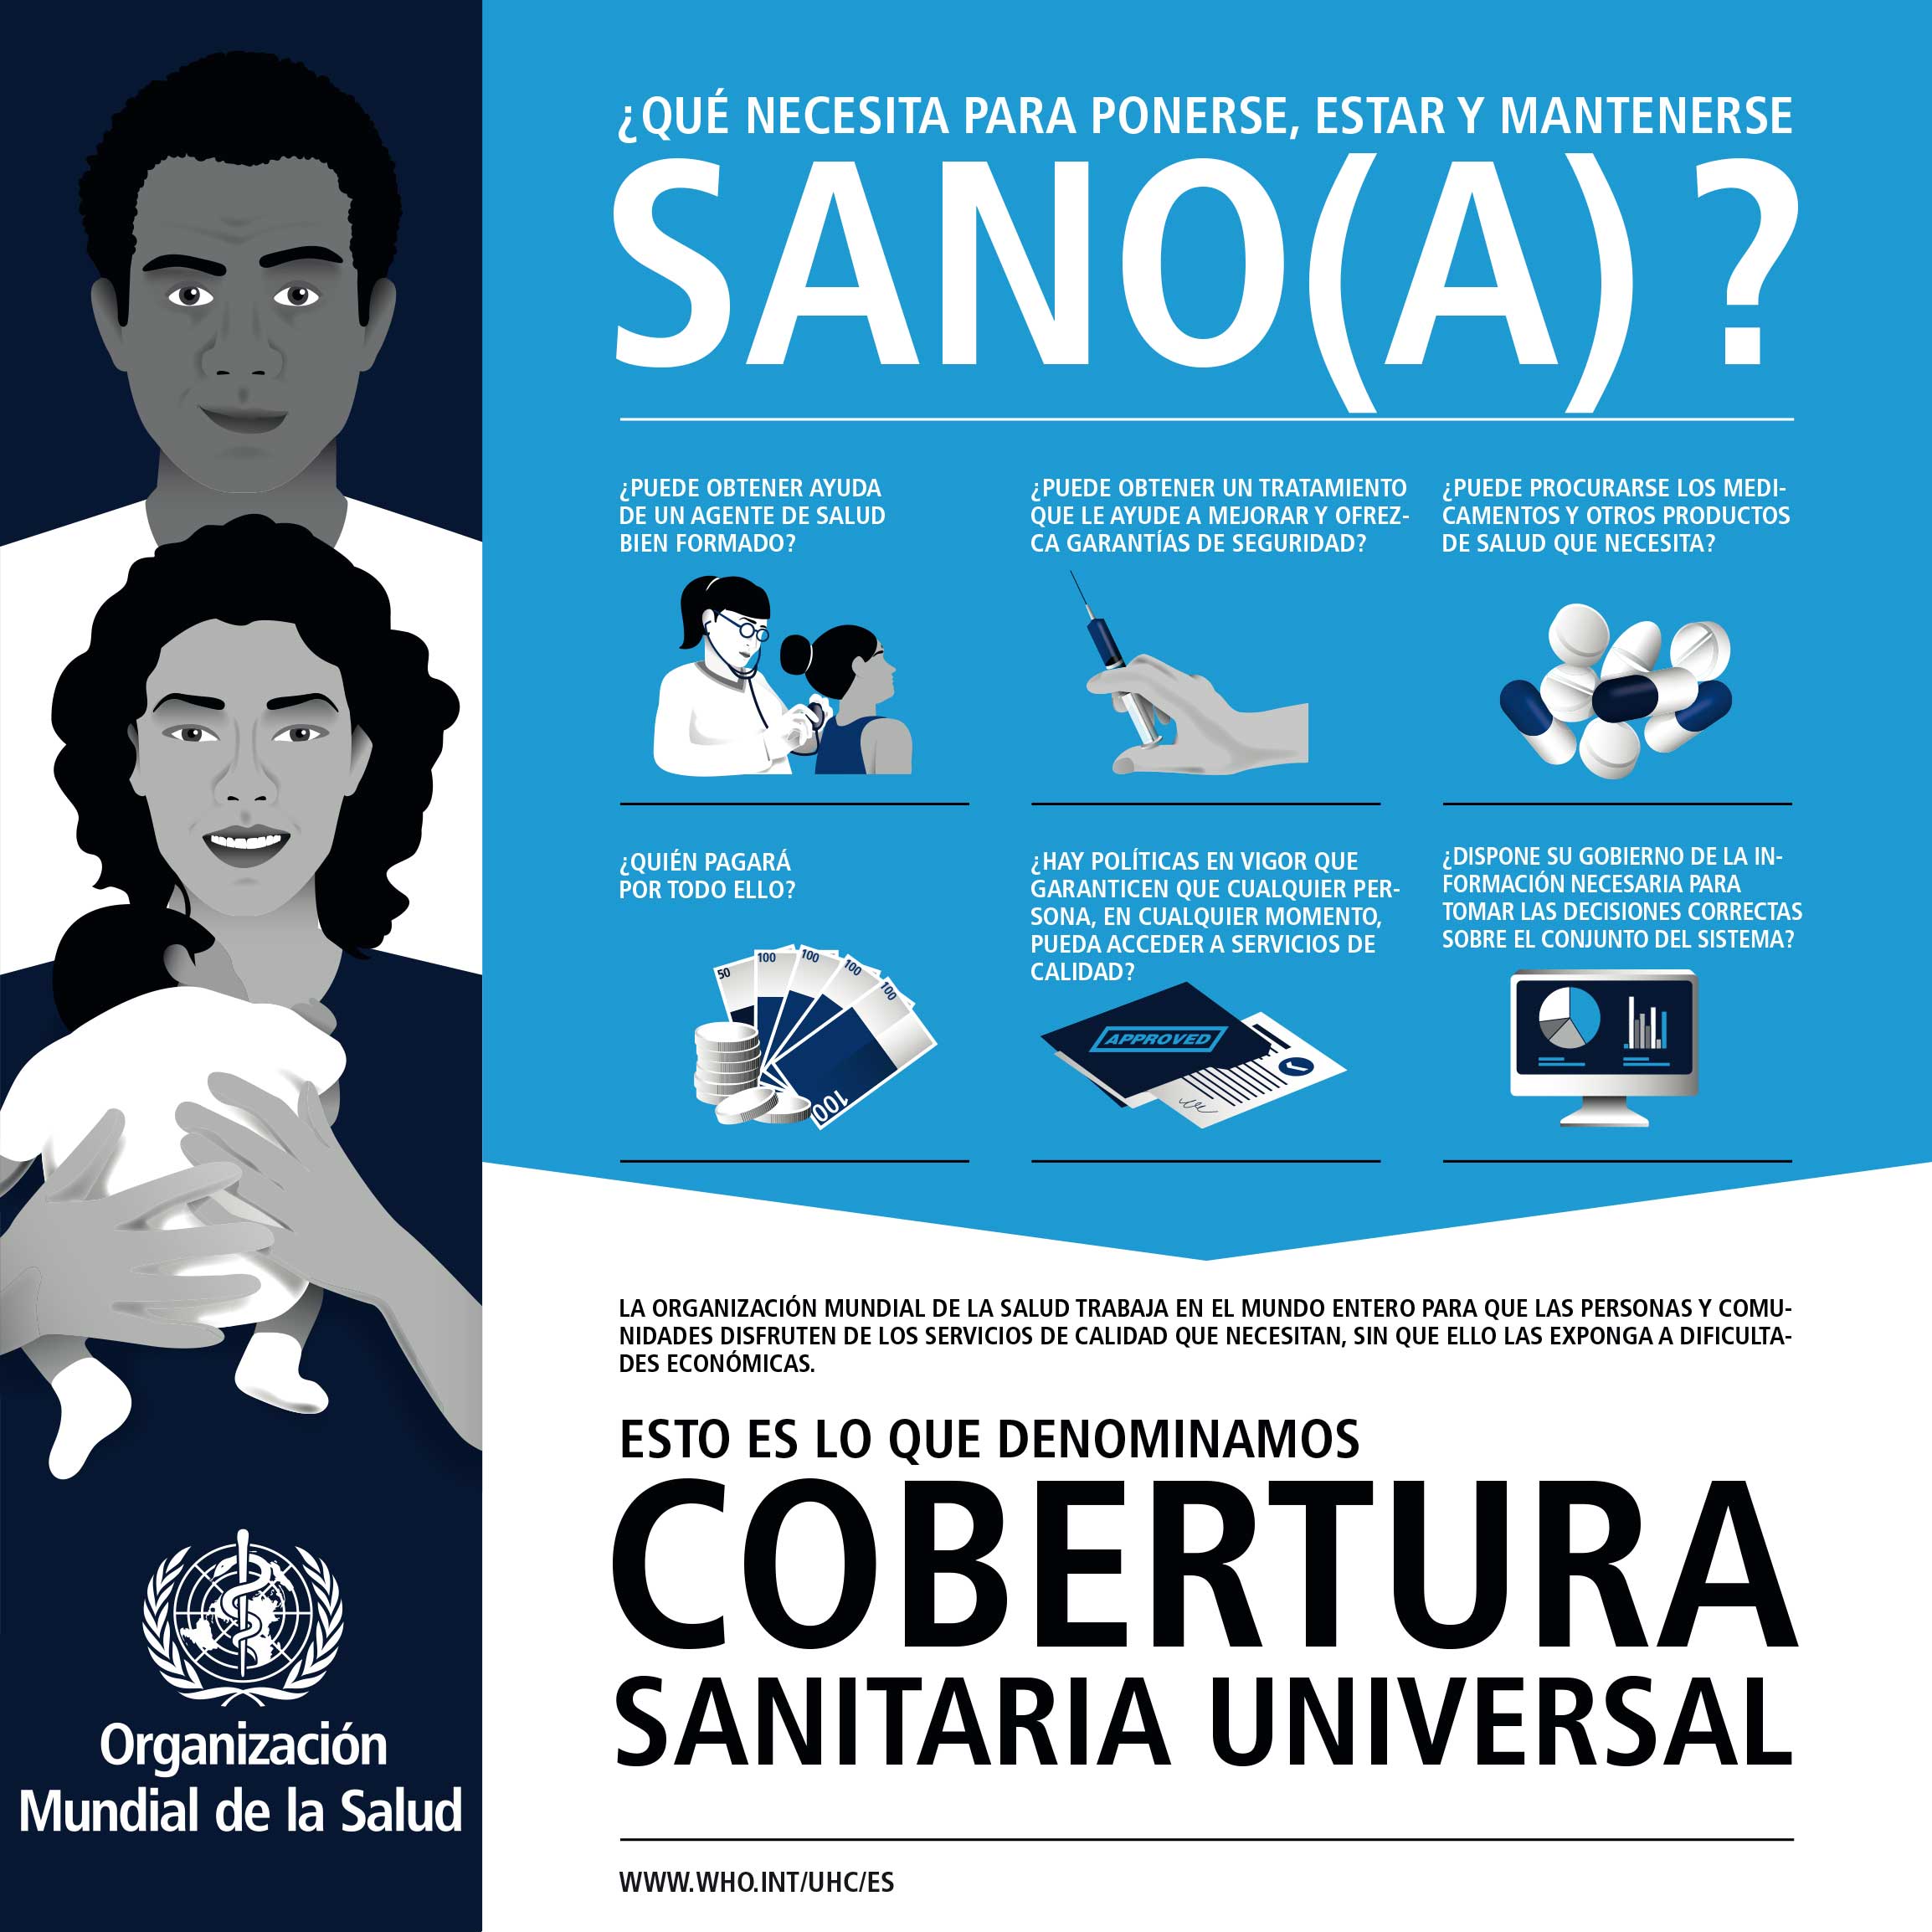 ¿QUÉ NECESITA PARA PONERSE, ESTAR Y MANTENERSE
SANO(A) ?
¿PUEDE OBTENER AYUDA
DE UN AGENTE DE SALUD
BIEN FORMADO?
¿PUEDE OBTENER UN TRATAMIENTO
QUE LE AYUDE A MEJORAR Y OFREZ-
CA GARANTÍAS DE SEGURIDAD?
¿PUEDE PROCURARSE LOS MEDI-
CAMENTOS Y OTROS PRODUCTOS
DE SALUD QUE NECESITA?
¿QUIÉN PAGARÁ
POR TODO ELLO?
50
100
100
100
100
100
¿HAY POLÍTICAS EN VIGOR QUE
GARANTICEN QUE CUALQUIER PER-
SONA, EN CUALQUIER MOMENTO,
PUEDA ACCEDER A SERVICIOS DE
CALIDAD?
APPROVED
¿DISPONE SU GOBIERNO DE LA IN-
FORMACIÓN NECESARIA PARA
TOMAR LAS DECISIONES CORRECTAS
SOBRE EL CONJUNTO DEL SISTEMA?
LA ORGANIZACIÓN MUNDIAL DE LA SALUD TRABAJA EN EL MUNDO ENTERO PARA QUE LAS PERSONAS Y COMU-
NIDADES DISFRUTEN DE LOS SERVICIOS DE CALIDAD QUE NECESITAN, SIN QUE ELLO LAS EXPONGA A DIFICULTA-
DES ECONÓMICAS.
ESTO ES LO QUE DENOMINAMOS
COBERTURA
SANITARIA UNIVERSAL
Organización
Mundial de la Salud
WWW.WHO.INT/UHC/ES